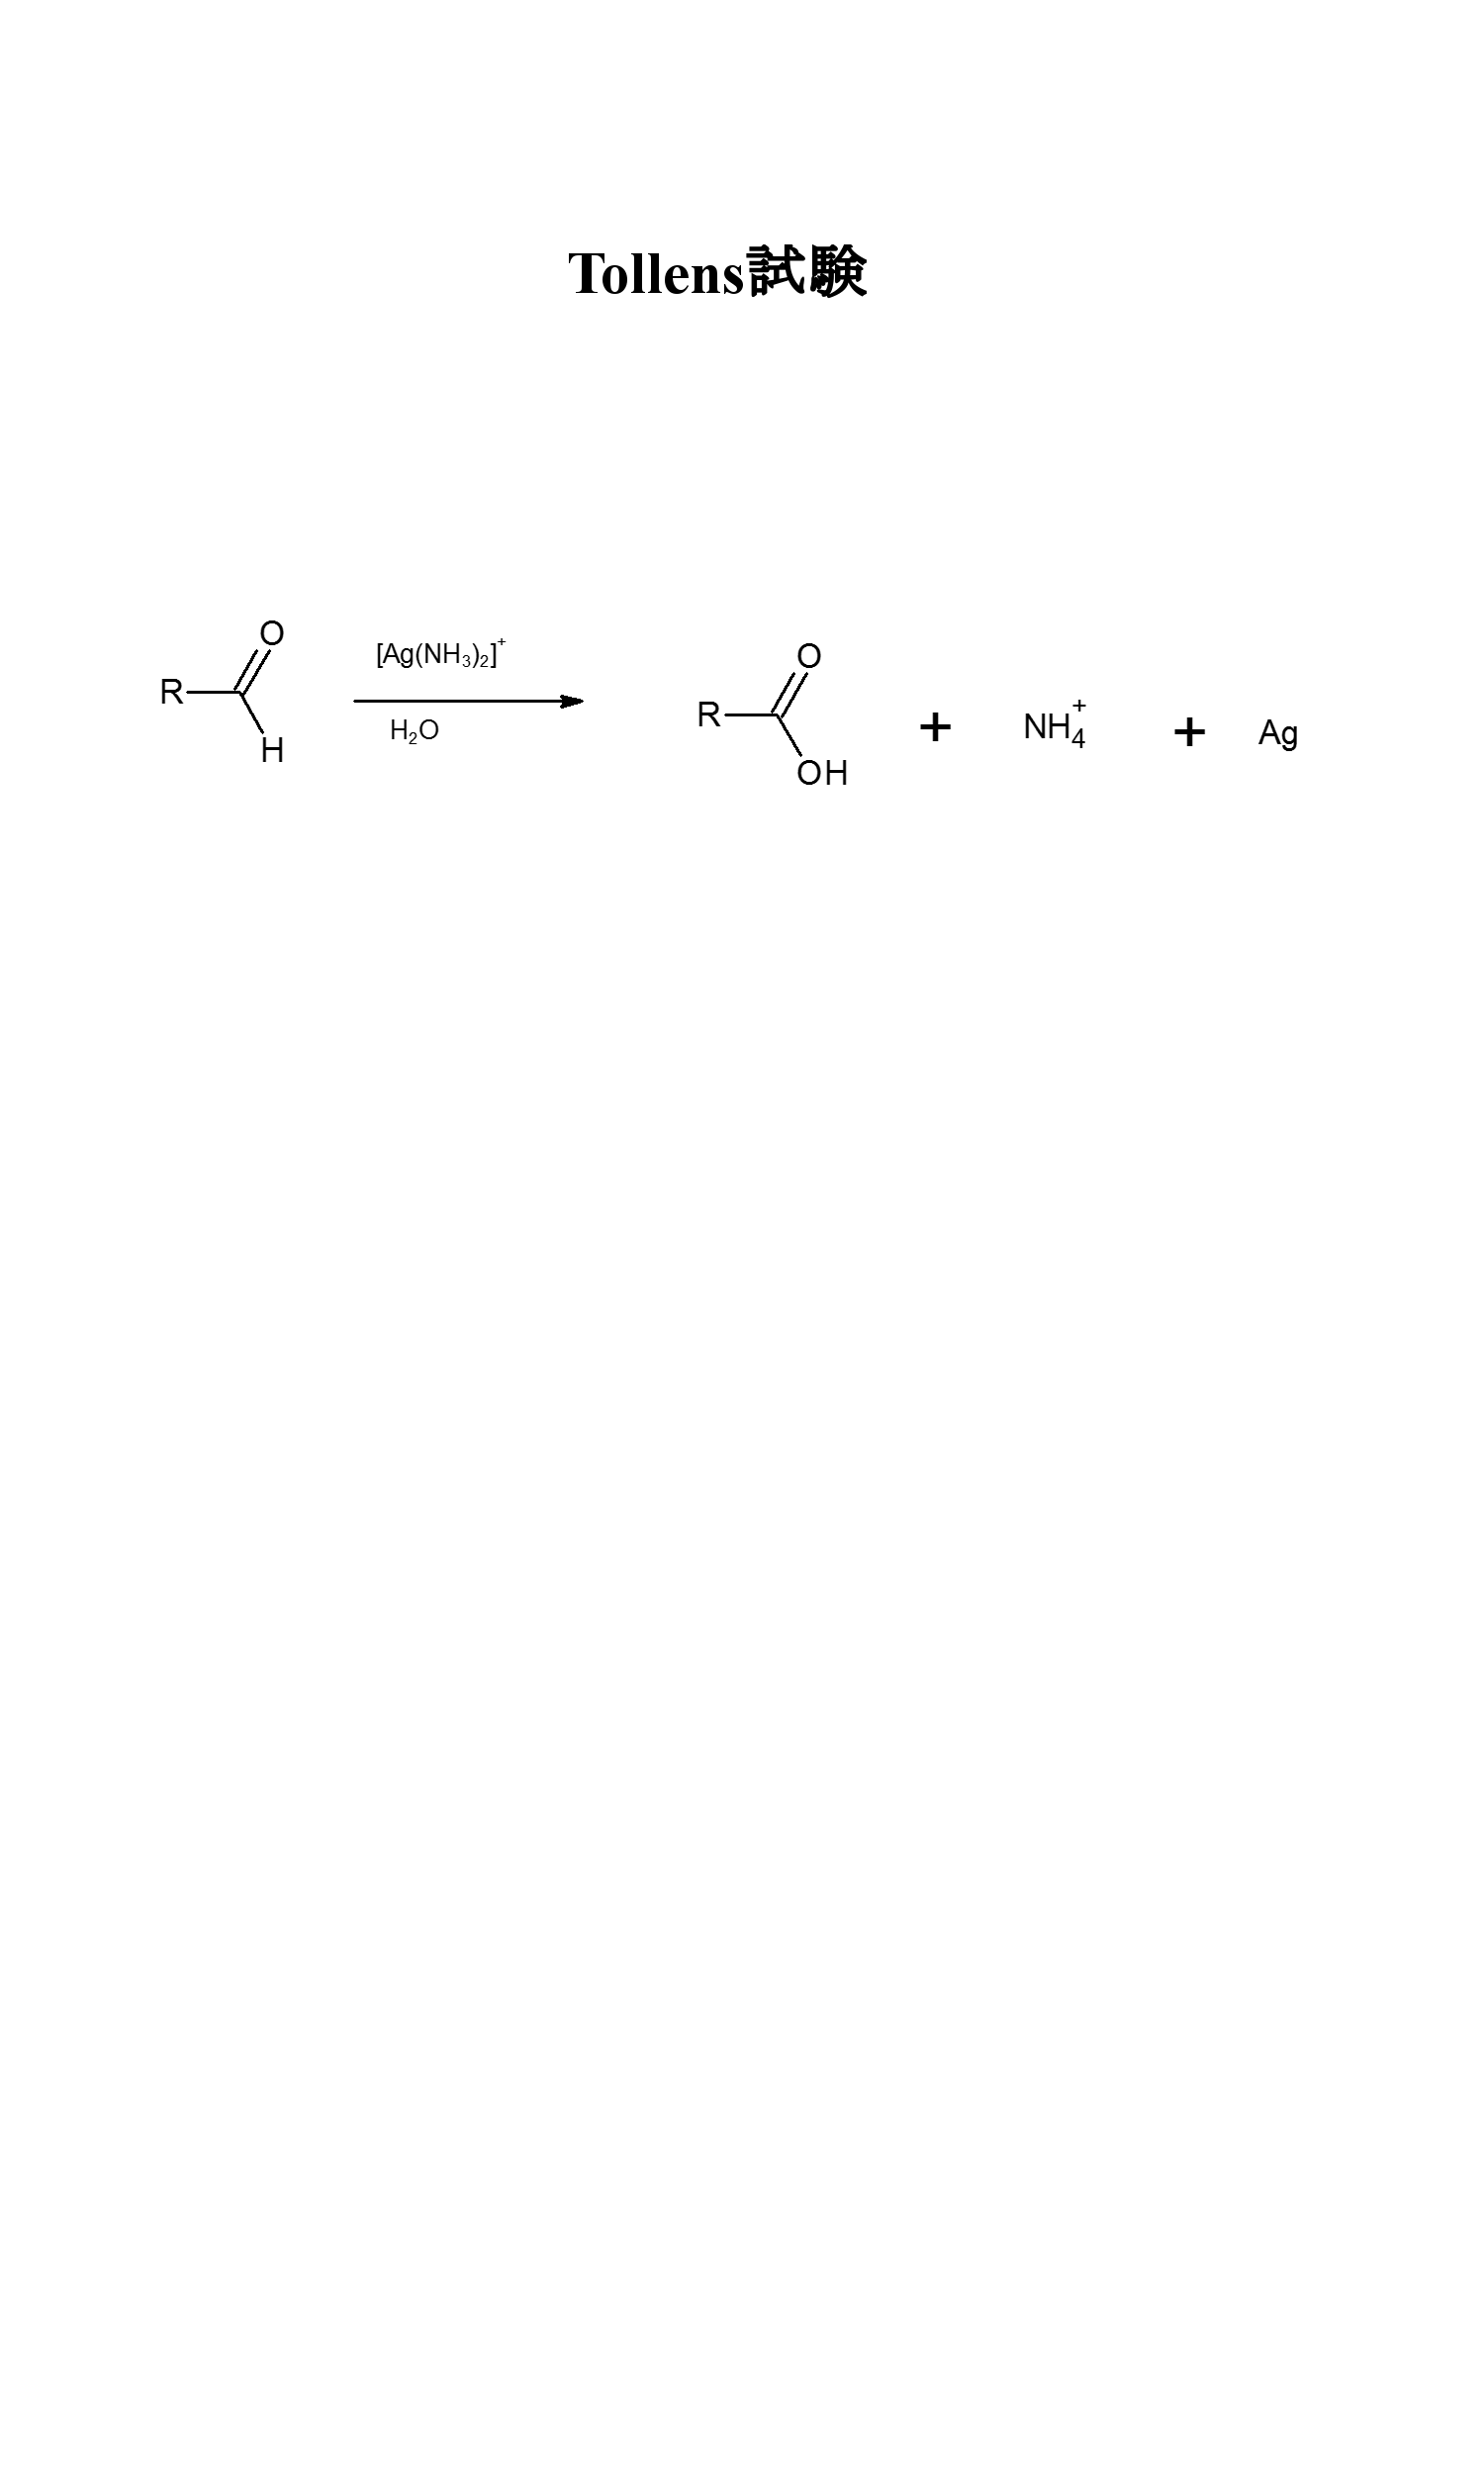 Tollens試験
[Ag(NH₃)₂]⁺
H₂O
O
R
H
O
R
OH
+
NH₄⁺
+
Ag